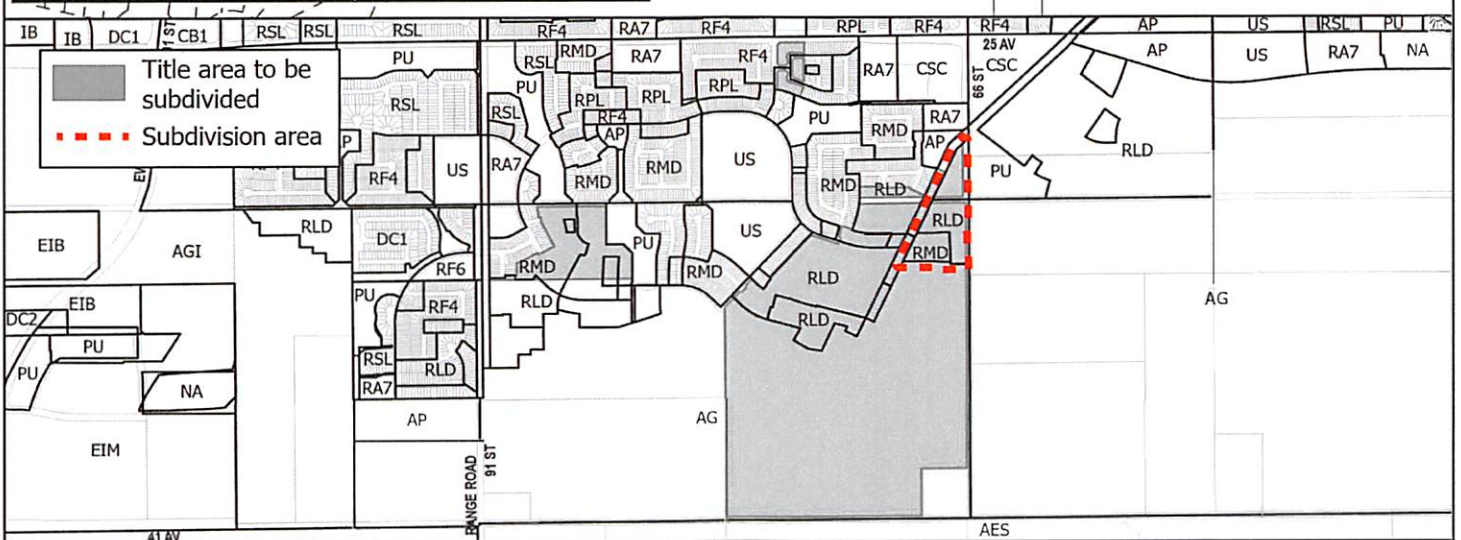 IB IB DC1 91 ST CB1 RSL RSL RSL RF4 RA7 RF4 RPL RF4 RF4 AP US RSL PU
Title area to be
subdivided
Subdivision area
PU RSL RMD RA7 RF4 RA7 CSC 25 AV CSC 66 ST AP US RA7 NA
RSL PU RPL RPL RPL
RSL RF4 PU RMD RA7
RF4 US RA7 AP RMD RMD US RMD RLD AP PU RLD
EIB AGI RLD DC1 RF6 RMD PU US RLD RMD
EIB PU RF4 RLD RMD RLD AG
DC2 PU RLD
PU NA RSL RLD
RA7
AP AG
EIM
RANGE ROAD 91 ST
41 AV AES